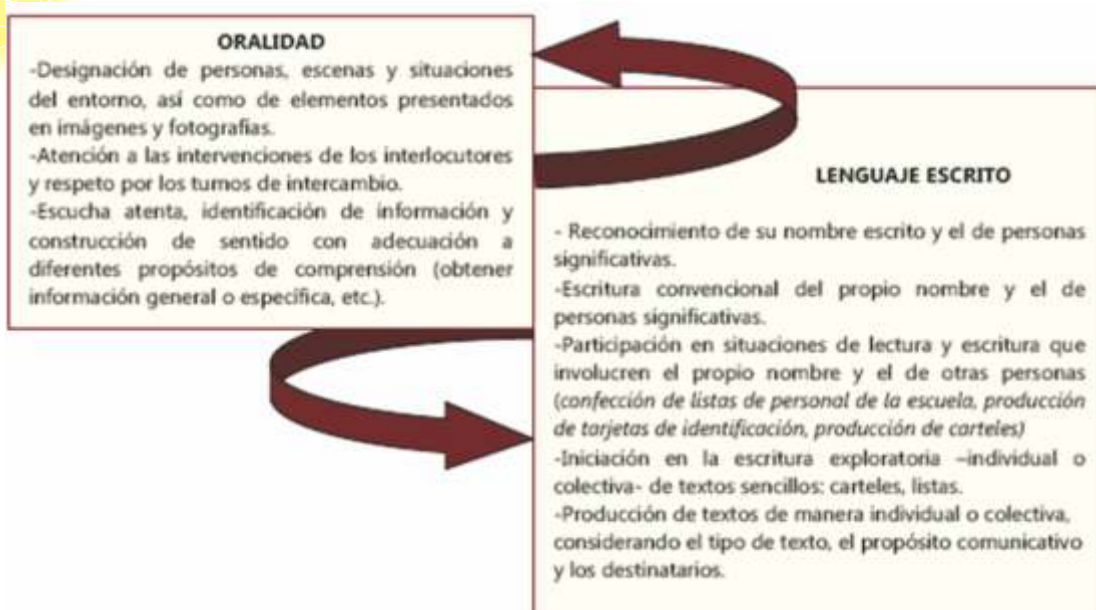 ORALIDAD
-Designación de personas, escenas y situaciones
del entorno, así como de elementos presentados
en imágenes y fotografías.
-Atención a las intervenciones de los interlocutores
y respeto por los turnos de intercambio.
-Escucha atenta, identificación de información y
construcción de sentido con adecuación a
diferentes propósitos de comprensión (obtener
información general o específica, etc.).
LENGUAJE ESCRITO
- Reconocimiento de su nombre escrito y el de personas
significativas.
-Escritura convencional del propio nombre y el de
personas significativas.
-Participación en situaciones de lectura y escritura que
involucren el propio nombre y el de otras personas
(confección de listas de personal de la escuela, producción
de tarjetas de identificación, producción de carteles)
-Iniciación en la escritura exploratoria –individual o
colectiva- de textos sencillos: carteles, listas.
-Producción de textos de manera individual o colectiva,
considerando el tipo de texto, el propósito comunicativo
y los destinatarios.